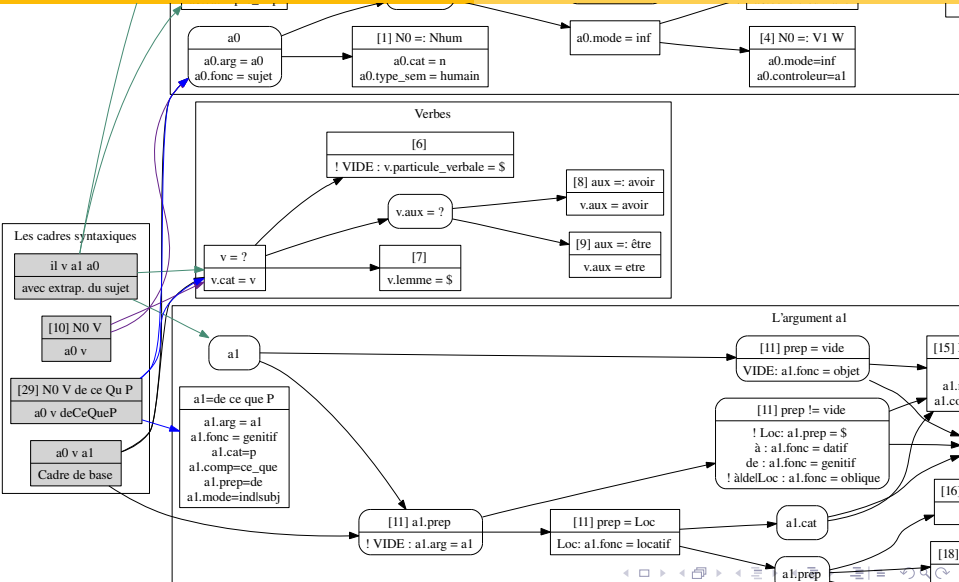 a0
a0.arg = a0
a0.fonc = sujet
[1] N0 =: Nhum
a0.cat = n
a0.type_sem = humain
a0.mode = inf
[4] N0 =: V1 W
a0.mode=inf
a0.controleur=a1
Verbes
[6]
! VIDE : v.particule_verbale = $
v.aux = ?
[8] aux =: avoir
v.aux = avoir
[9] aux =: être
v.aux = etre
v = ?
v.cat = v
[7]
v.lemme = $
Les cadres syntaxiques
il v a1 a0
avec extrap. du sujet
[10] N0 V
a0 v
[29] N0 V de ce Qu P
a0 v deCeQueP
a0 v a1
Cadre de base
L'argument a1
a1
a1=de ce que P
a1.arg = a1
a1.fonc = genitif
a1.cat=p
a1.comp=ce_que
a1.prep=de
a1.mode=ind|subj
[11] prep = vide
VIDE: a1.fonc = objet
[11] prep != vide
! Loc: a1.prep = $
à : a1.fonc = datif
de : a1.fonc = genitif
! à|de|Loc : a1.fonc = oblique
[11] a1.prep
! VIDE : a1.arg = a1
[11] prep = Loc
Loc: a1.fonc = locatif
a1.cat
a1.prep
[15]
[16]
[18]